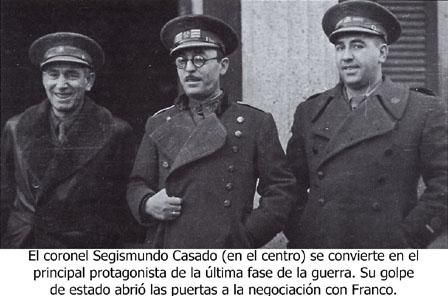 El coronel Segismundo Casado (en el centro) se convierte en el
principal protagonista de la última fase de la guerra. Su golpe
de estado abrió las puertas a la negociación con Franco.